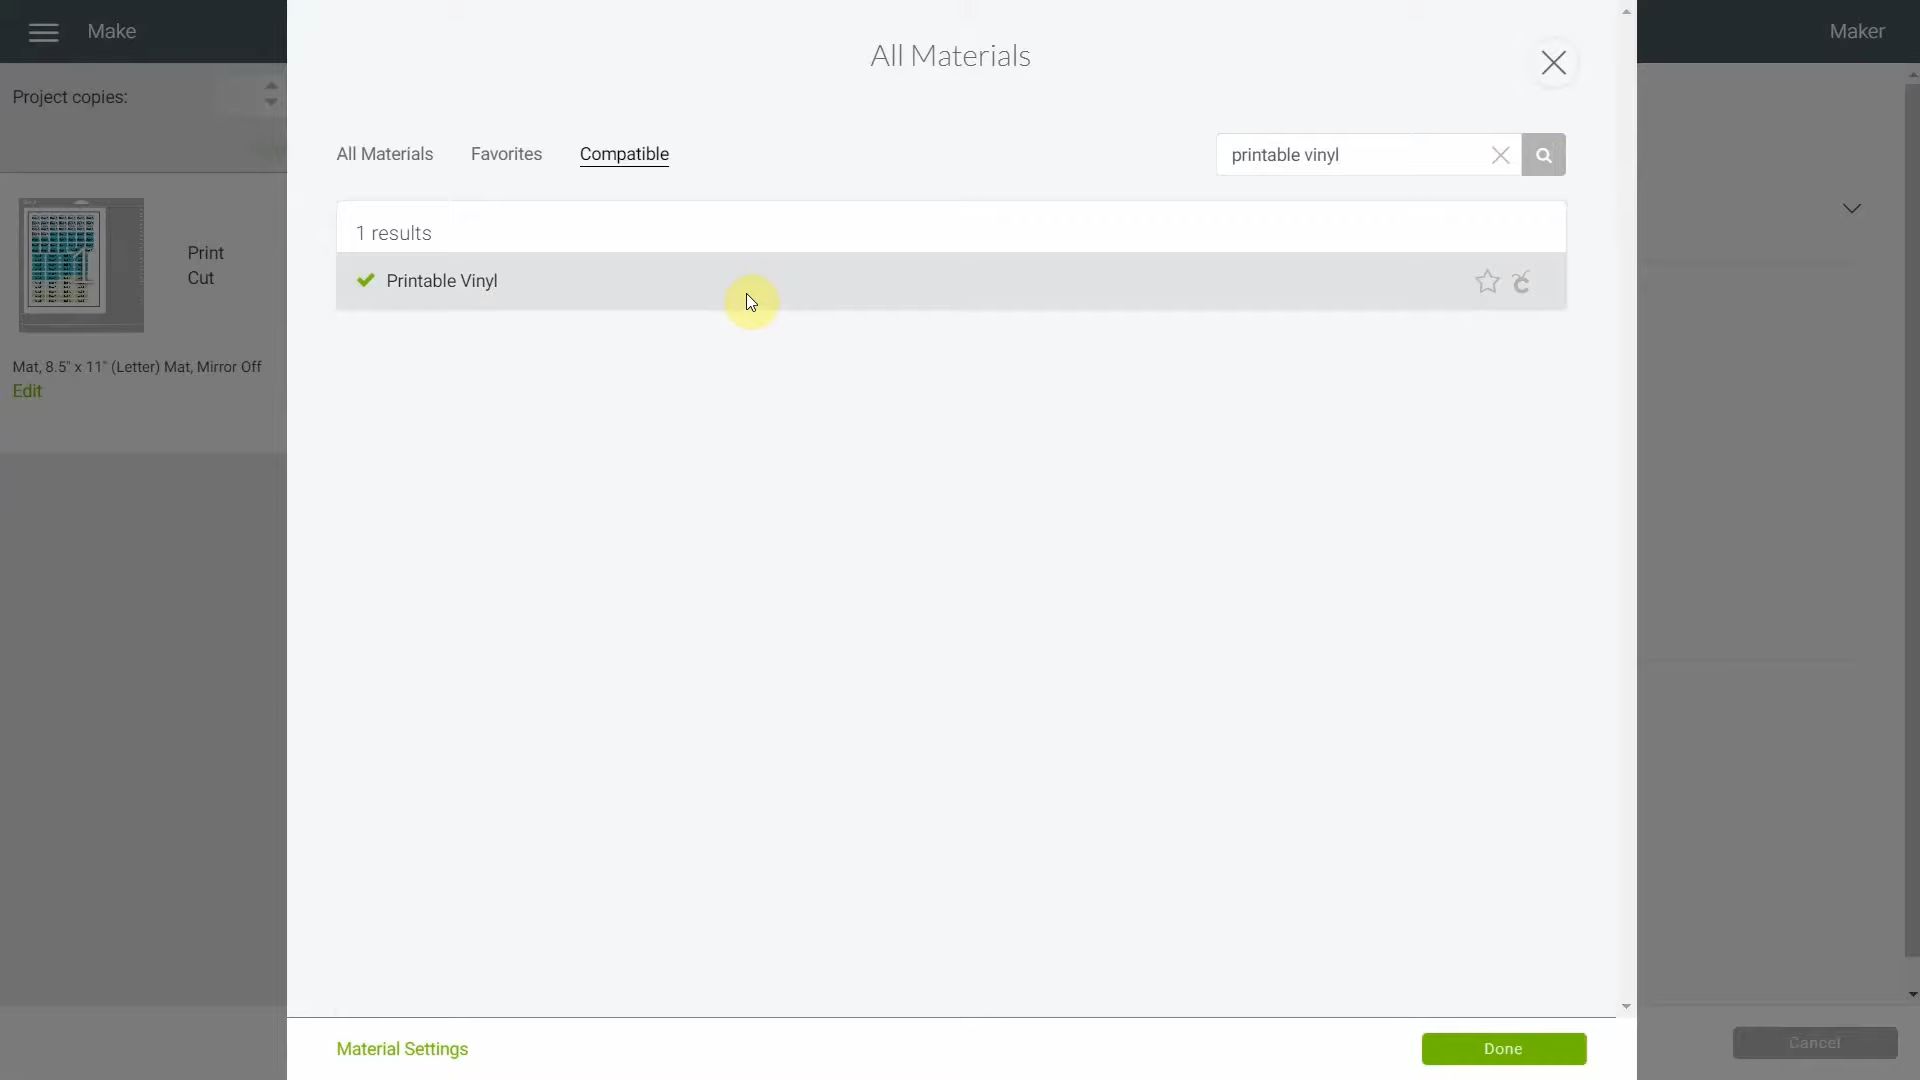 Make
All Materials
Maker
Project copies:
All Materials
Favorites
Compatible
printable vinyl
1 results
Printable Vinyl
1
Print
Cut
Mat, 8.5" x 11" (Letter) Mat, Mirror Off
Edit
Material Settings
Done
Cancel